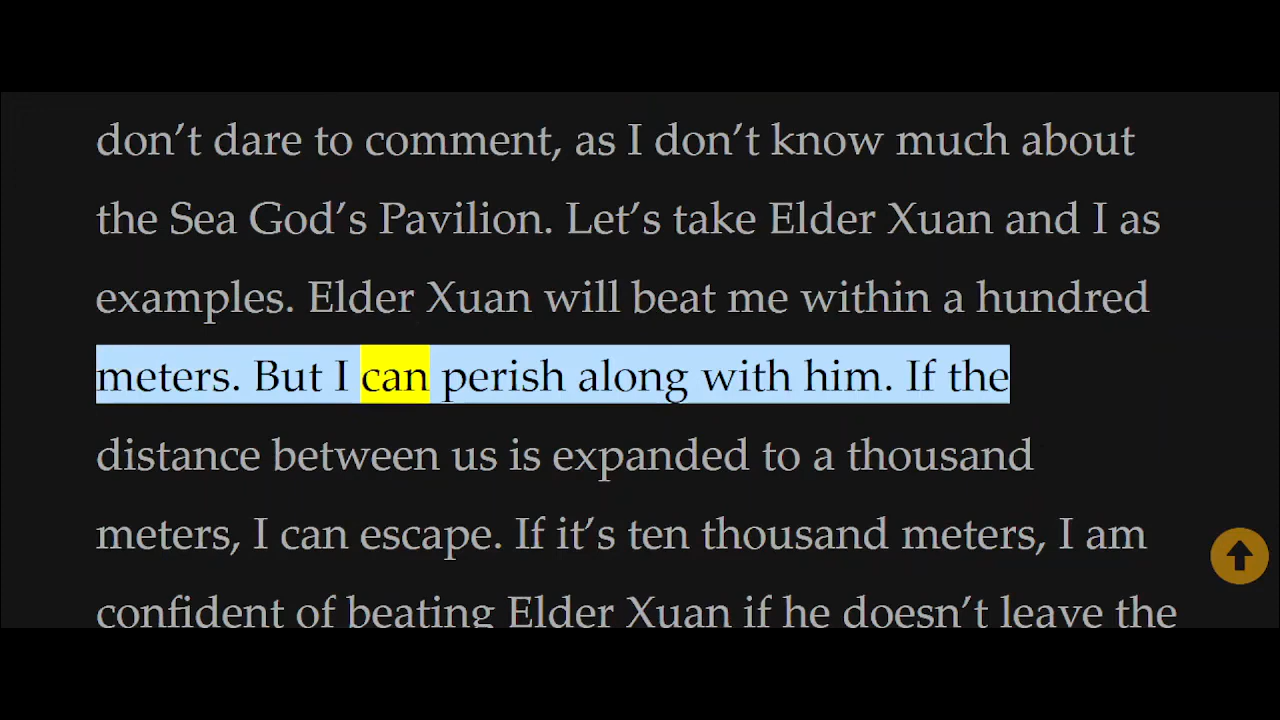 don’t dare to comment, as I don’t know much about
the Sea God’s Pavilion. Let’s take Elder Xuan and I as
examples. Elder Xuan will beat me within a hundred
meters. But I can perish along with him. If the
distance between us is expanded to a thousand
meters, I can escape. If it’s ten thousand meters, I am
confident of beating Elder Xuan if he doesn’t leave the